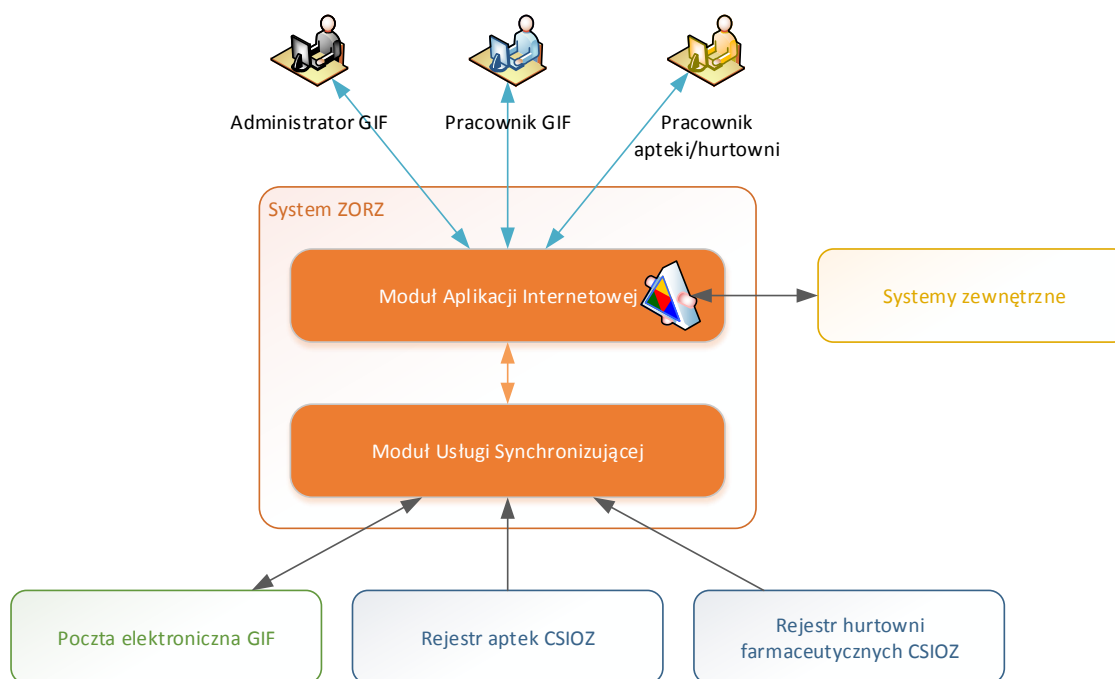 Administrator GIF
Pracownik GIF
Pracownik
apteki/hurtowni
System ZORZ
Moduł Aplikacji Internetowej
Systemy zewnętrzne
Moduł Usługi Synchronizującej
Poczta elektroniczna GIF
Rejestr aptek CSIOZ
Rejestr hurtowni
farmaceutycznych CSIOZ